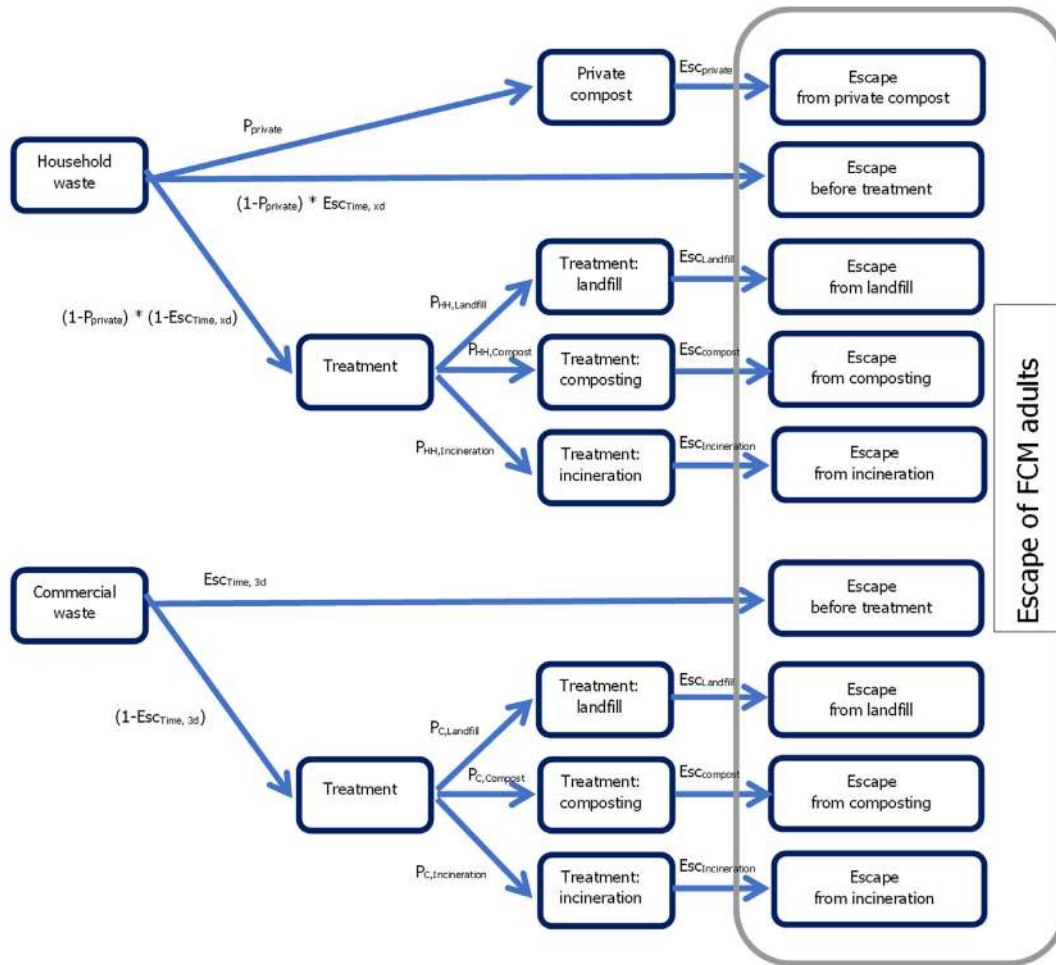 Private
compost
Esc_private
Escape
from private compost
P_private
Household
waste
Escape
before treatment
(1-P_private) * Esc_Time, xd
Treatment:
landfill
Esc_Landfill
Escape
from landfill
P_HH,Landfill
(1-P_private) * (1-Esc_Time, xd)
Treatment
P_HH,Compost
Treatment:
composting
Esc_compost
Escape
from composting
P_HH,Incineration
Treatment:
incineration
Esc_Incineration
Escape
from incineration
Escape of FCM adults
Commercial
waste
Esc_Time, 3d
Escape
before treatment
(1-Esc_Time, 3d)
Treatment:
landfill
Esc_Landfill
Escape
from landfill
P_C,Landfill
Treatment
P_C,Compost
Treatment:
composting
Esc_compost
Escape
from composting
P_C,Incineration
Treatment:
incineration
Esc_Incineration
Escape
from incineration